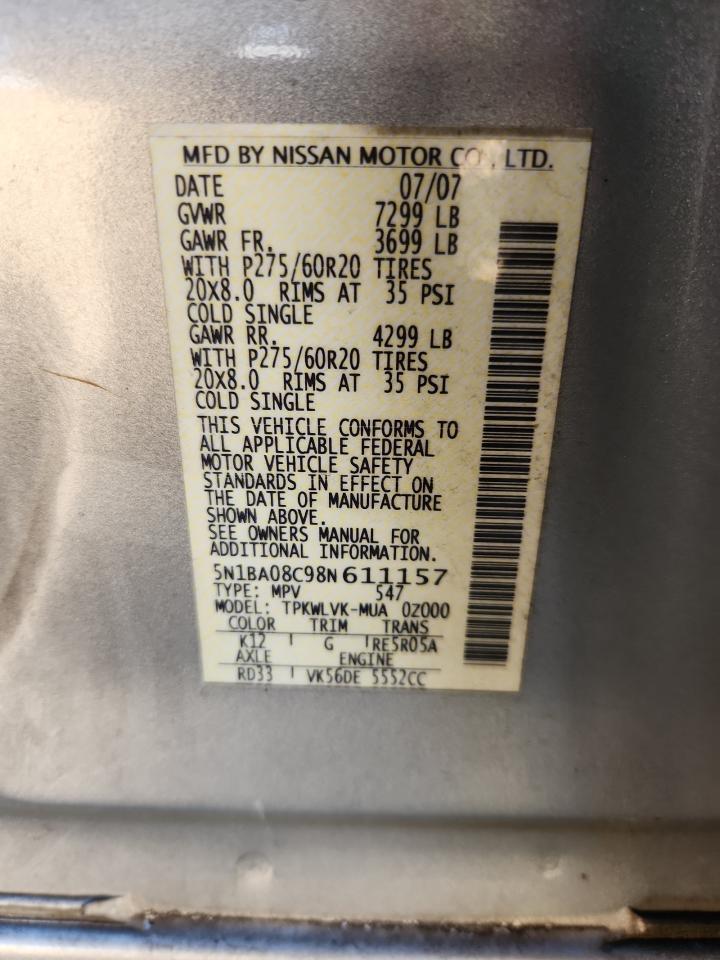 MFD BY NISSAN MOTOR CO., LTD.
DATE 07/07
GVWR 7299 LB
GAWR FR. 3699 LB
WITH P275/60R20 TIRES
20X8.0 RIMS AT 35 PSI
COLD SINGLE
GAWR RR. 4299 LB
WITH P275/60R20 TIRES
20X8.0 RIMS AT 35 PSI
COLD SINGLE
THIS VEHICLE CONFORMS TO
ALL APPLICABLE FEDERAL
MOTOR VEHICLE SAFETY
STANDARDS IN EFFECT ON
THE DATE OF MANUFACTURE
SHOWN ABOVE.
SEE OWNERS MANUAL FOR
ADDITIONAL INFORMATION.
5N1BA08C98N611157
TYPE: MPV 547
MODEL: TPKWLVK-MUA 0Z000
COLOR TRIM TRANS
K12 G RE5R05A
AXLE ENGINE
RD33 VK56DE 5552CC